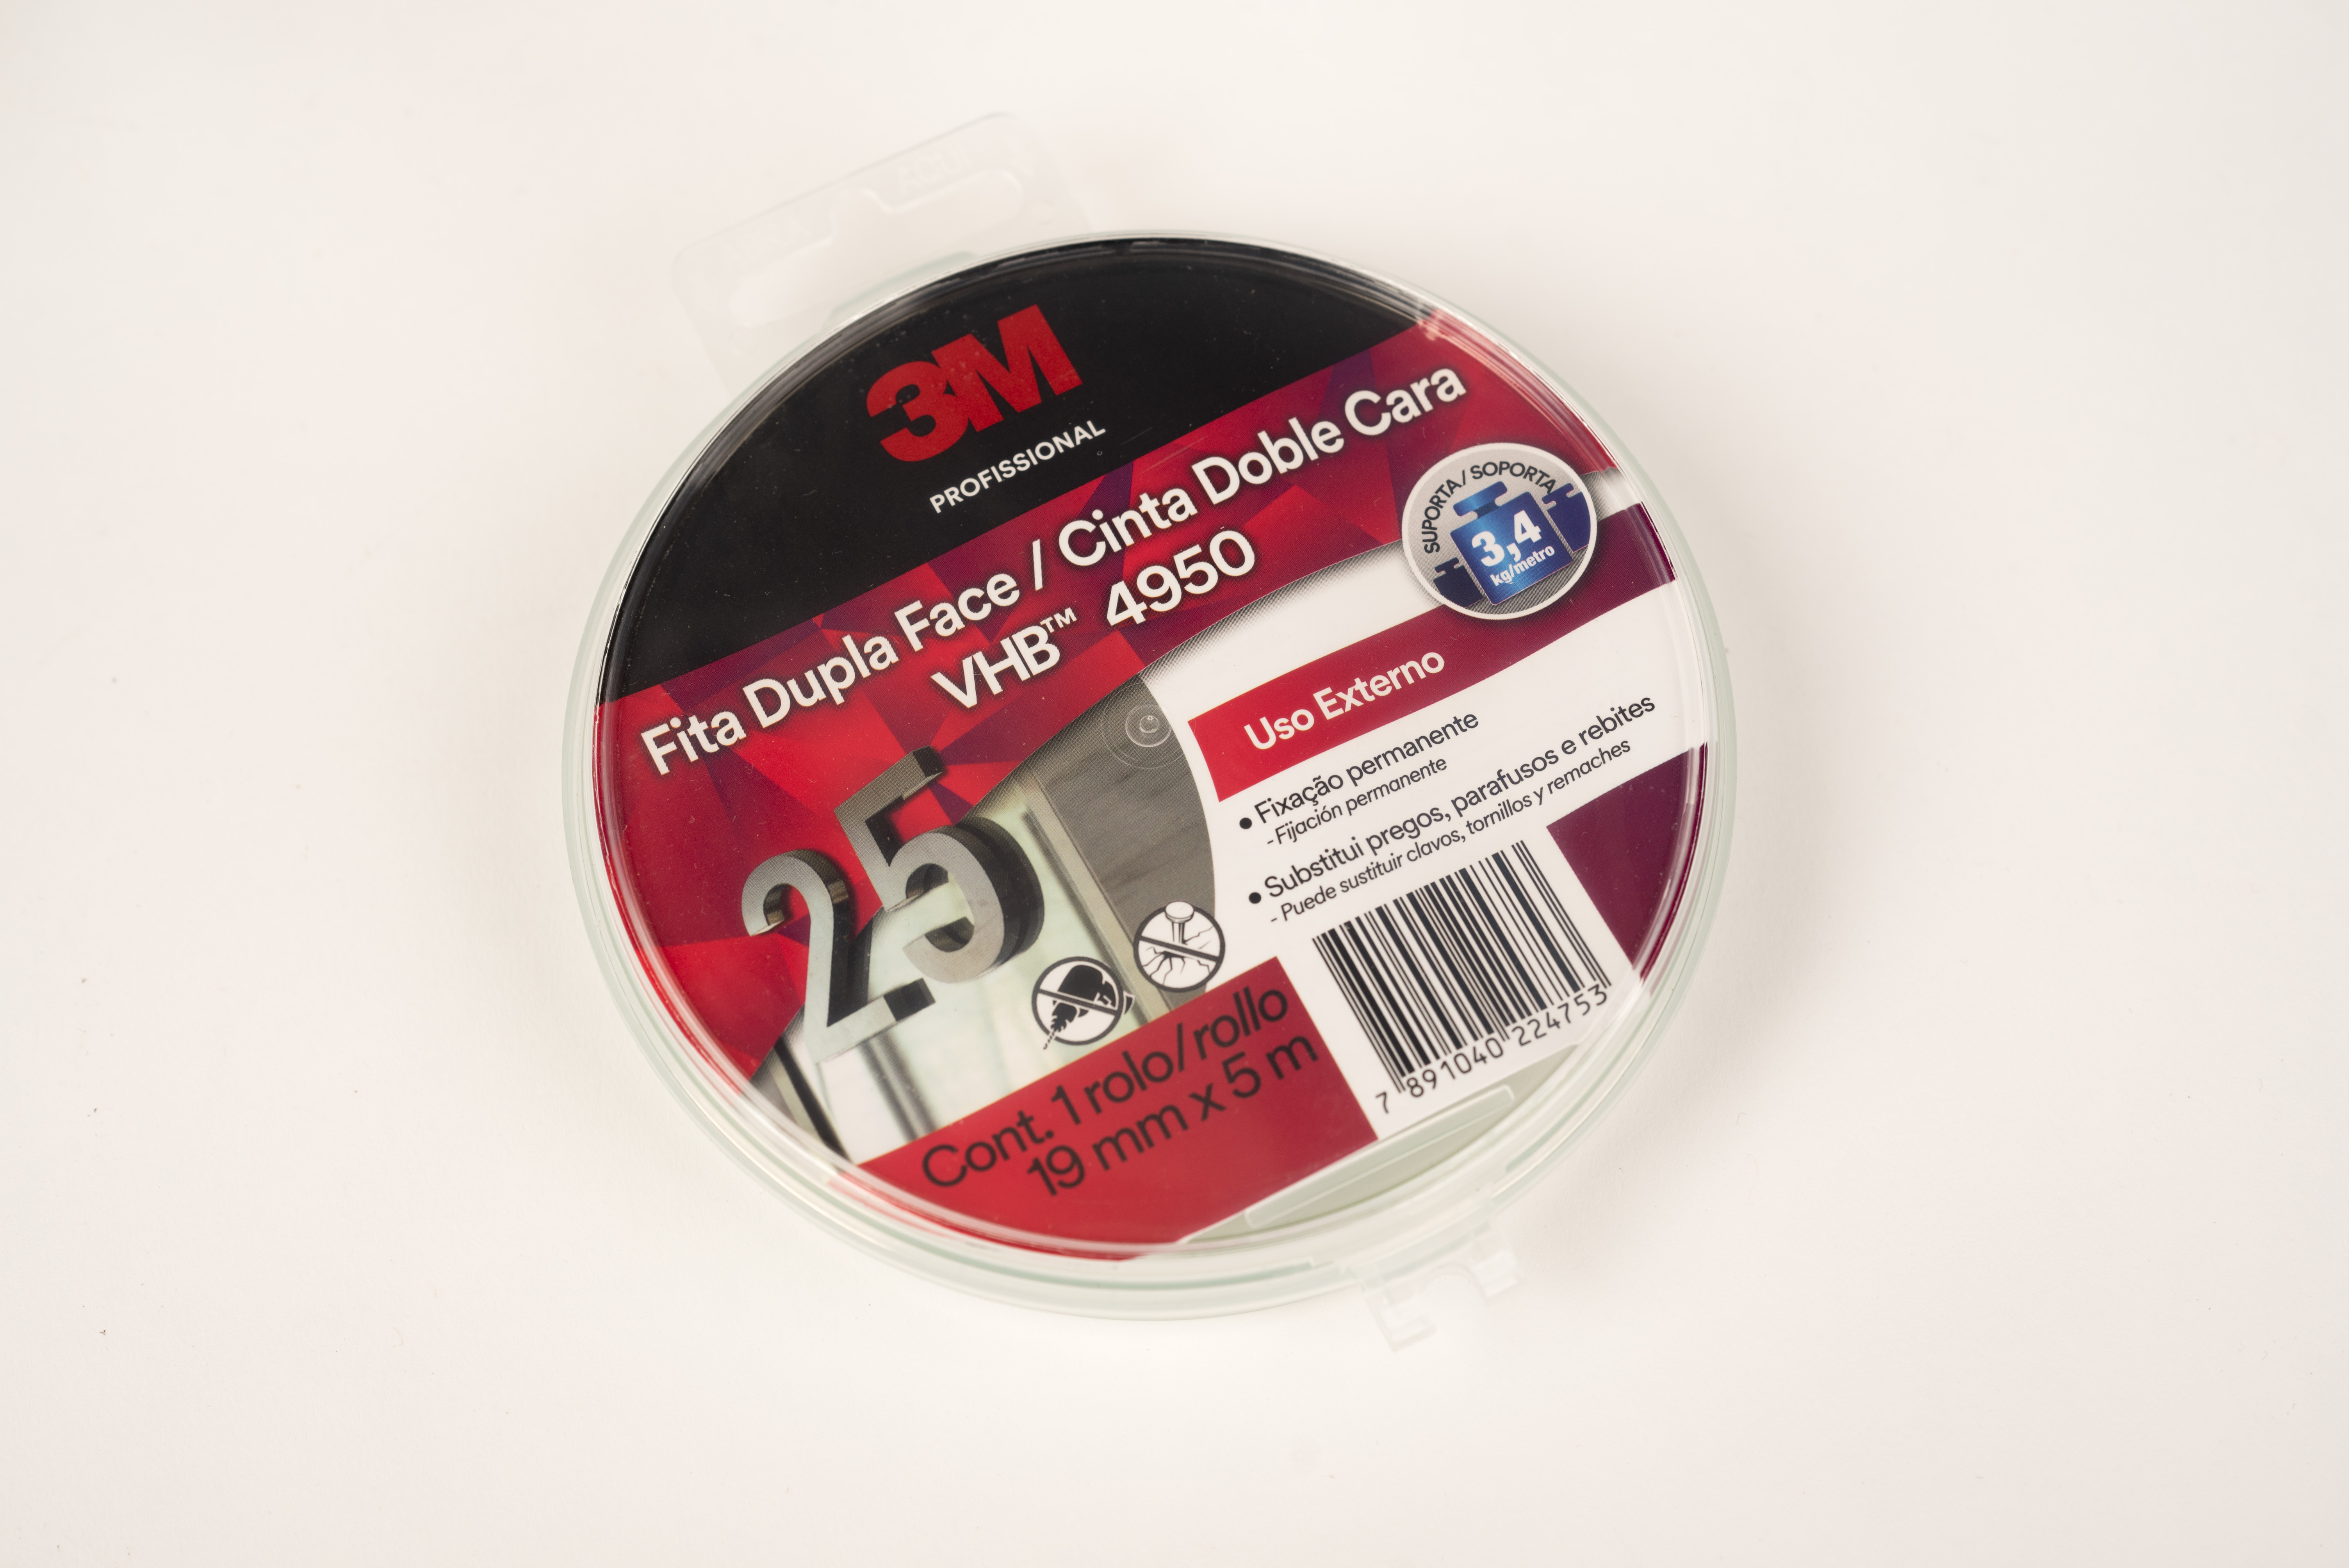 3M
PROFISSIONAL
Fita Dupla Face / Cinta Doble Cara
VHB™ 4950
SUPORTA / SOPORTA
3,4
kg/metro
Uso Externo
• Fixação permanente
- Fijación permanente
• Substitui pregos, parafusos e rebites
- Puede sustituir clavos, tornillos y remaches
25
Cont. 1 rolo/rollo
19 mm x 5 m
7 891040 224753